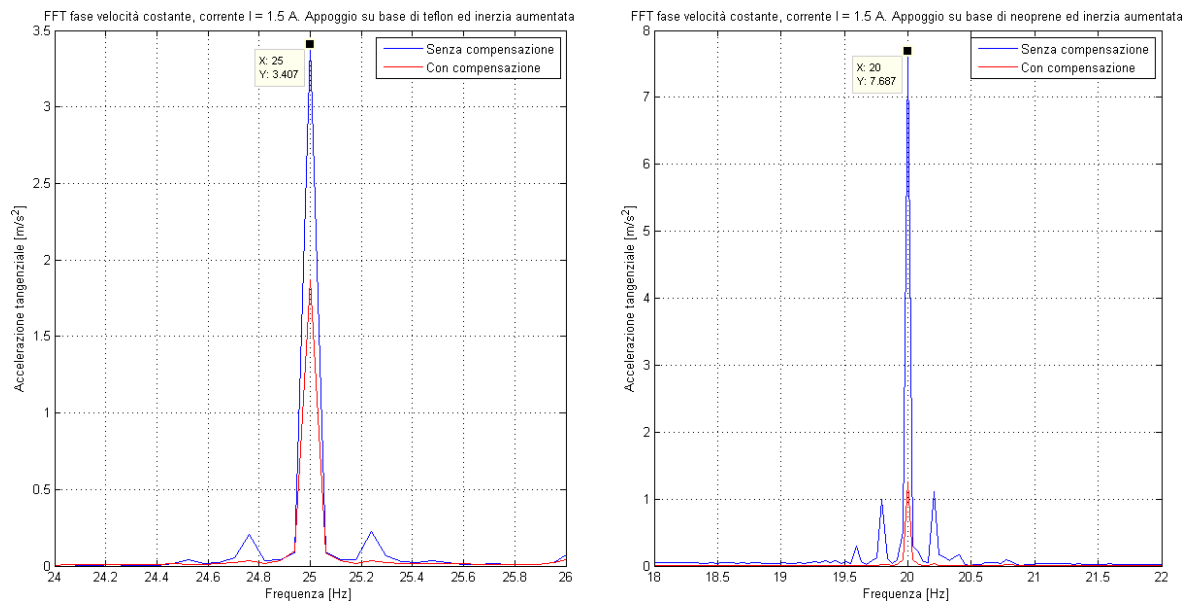 FFT fase velocità costante, corrente I = 1.5 A. Appoggio su base di teflon ed inerzia aumentata
3.5
3
2.5
2
1.5
1
0.5
0
Accelerazione tangenziale [m/s²]
X: 25
Y: 3.407
Senza compensazione
Con compensazione
24
24.2
24.4
24.6
24.8
25
25.2
25.4
25.6
25.8
26
Frequenza [Hz]
FFT fase velocità costante, corrente I = 1.5 A. Appoggio su base di neoprene ed inerzia aumentata
8
7
6
5
4
3
2
1
0
Accelerazione tangenziale [m/s²]
X: 20
Y: 7.687
Senza compensazione
Con compensazione
18
18.5
19
19.5
20
20.5
21
21.5
22
Frequenza [Hz]